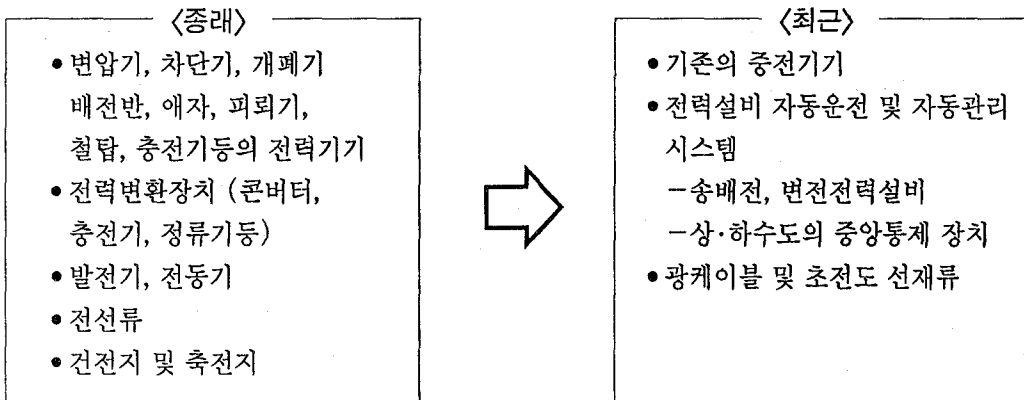 〈종래〉
• 변압기, 차단기, 개폐기
배전반, 애자, 피뢰기,
철탑, 충전기등의 전력기기
• 전력변환장치 (콘버터,
충전기, 정류기등)
• 발전기, 전동기
• 전선류
• 건전지 및 축전지
〈최근〉
• 기존의 중전기기
• 전력설비 자동운전 및 자동관리
시스템
-송배전, 변전전력설비
-상·하수도의 중앙통제 장치
• 광케이블 및 초전도 선재류